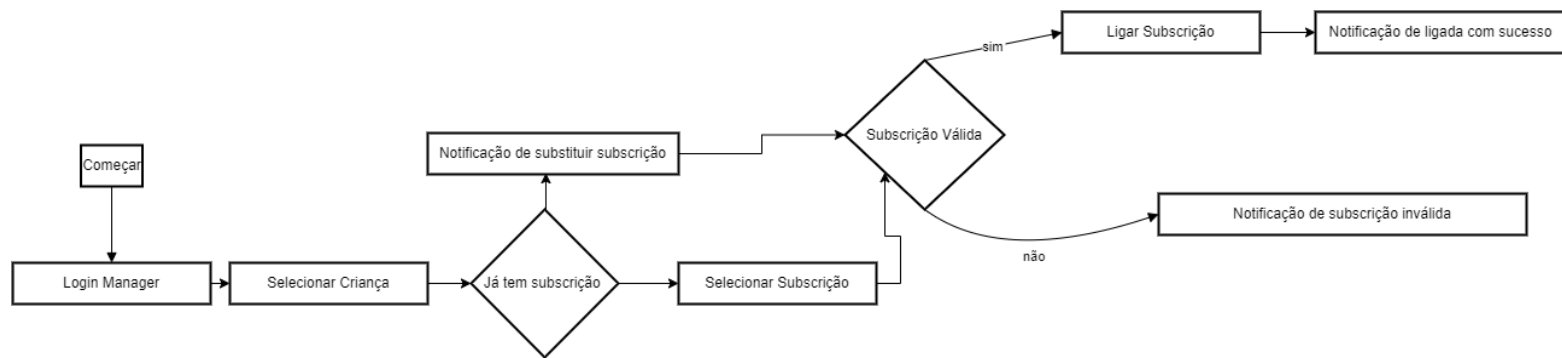 Ligar Subscrição
Notificação de ligada com sucesso
sim
Subscrição Válida
Notificação de substituir subscrição
Começar
Notificação de subscrição inválida
não
Login Manager
Selecionar Criança
Já tem subscrição
Selecionar Subscrição